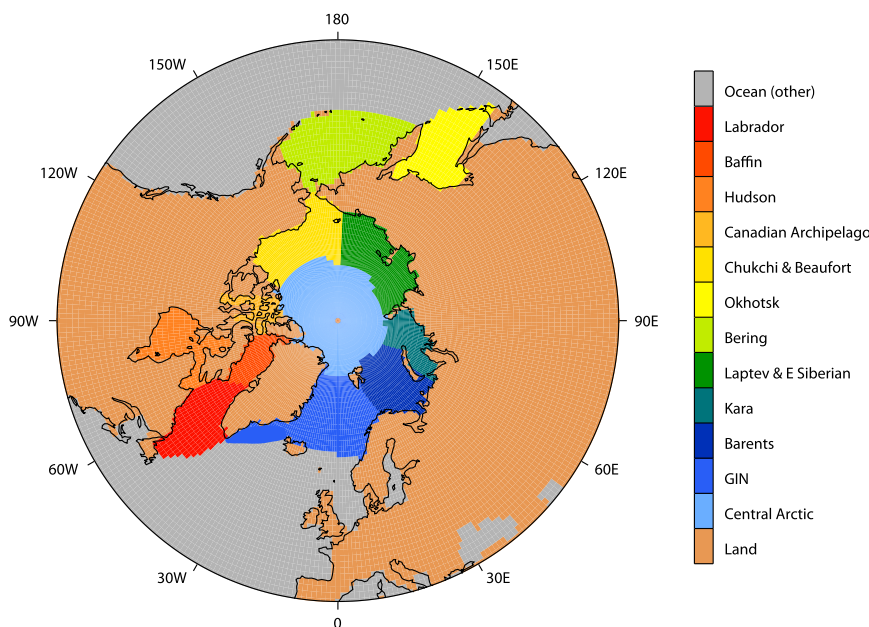 180
150W
150E
120W
120E
90W
90E
60W
60E
30W
30E
0
Ocean (other)
Labrador
Baffin
Hudson
Canadian Archipelago
Chukchi & Beaufort
Okhotsk
Bering
Laptev & E Siberian
Kara
Barents
GIN
Central Arctic
Land